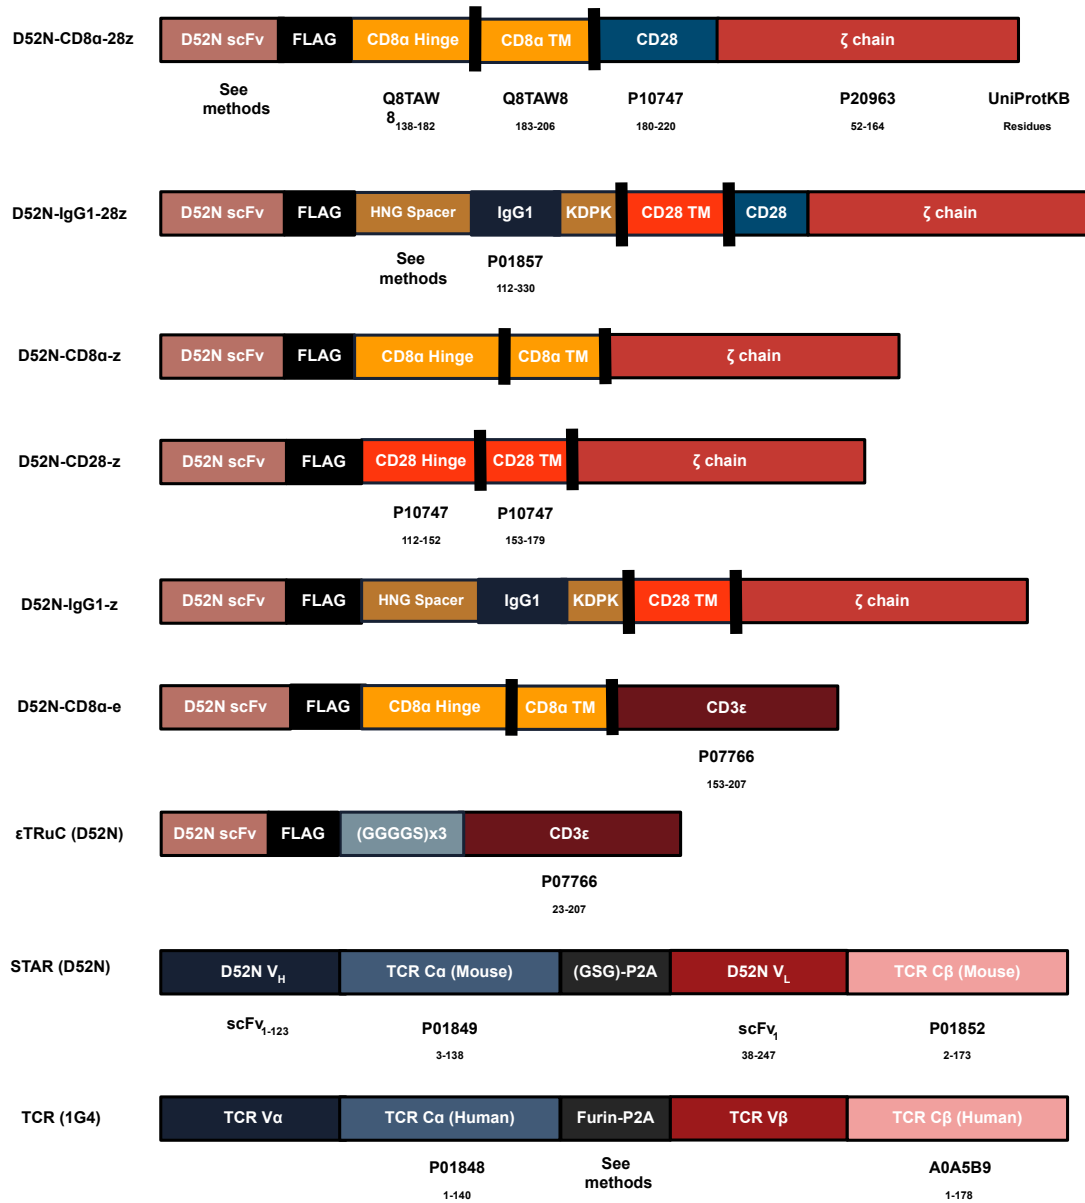 D52N-CD8α-28z D52N scFv FLAG CD8α Hinge CD8α TM CD28 ζ chain
See methods Q8TAW Q8TAW8 P10747 P20963 UniProtKB
8 138-182 183-206 180-220 52-164 Residues
D52N-IgG1-28z D52N scFv FLAG HNG Spacer IgG1 KDPK CD28 TM CD28 ζ chain
See methods P01857
112-330
D52N-CD8α-z D52N scFv FLAG CD8α Hinge CD8α TM ζ chain
D52N-CD28-z D52N scFv FLAG CD28 Hinge CD28 TM ζ chain
P10747 P10747
112-152 153-179
D52N-IgG1-z D52N scFv FLAG HNG Spacer IgG1 KDPK CD28 TM ζ chain
D52N-CD8α-e D52N scFv FLAG CD8α Hinge CD8α TM CD3ε
P07766
153-207
εTRuC (D52N) D52N scFv FLAG (GGGGS)x3 CD3ε
P07766
23-207
STAR (D52N) D52N VH TCR Cα (Mouse) (GSG)-P2A D52N VL TCR Cβ (Mouse)
scFv1-123 P01849 scFv1 P01852
3-138 38-247 2-173
TCR (1G4) TCR Vα TCR Cα (Human) Furin-P2A TCR Vβ TCR Cβ (Human)
P01848 See methods A0A5B9
1-140 1-178